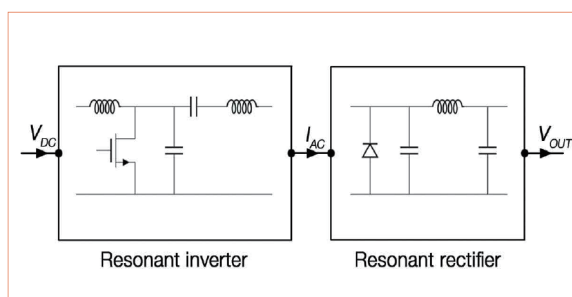 V_DC
I_AC
V_OUT
Resonant inverter
Resonant rectifier